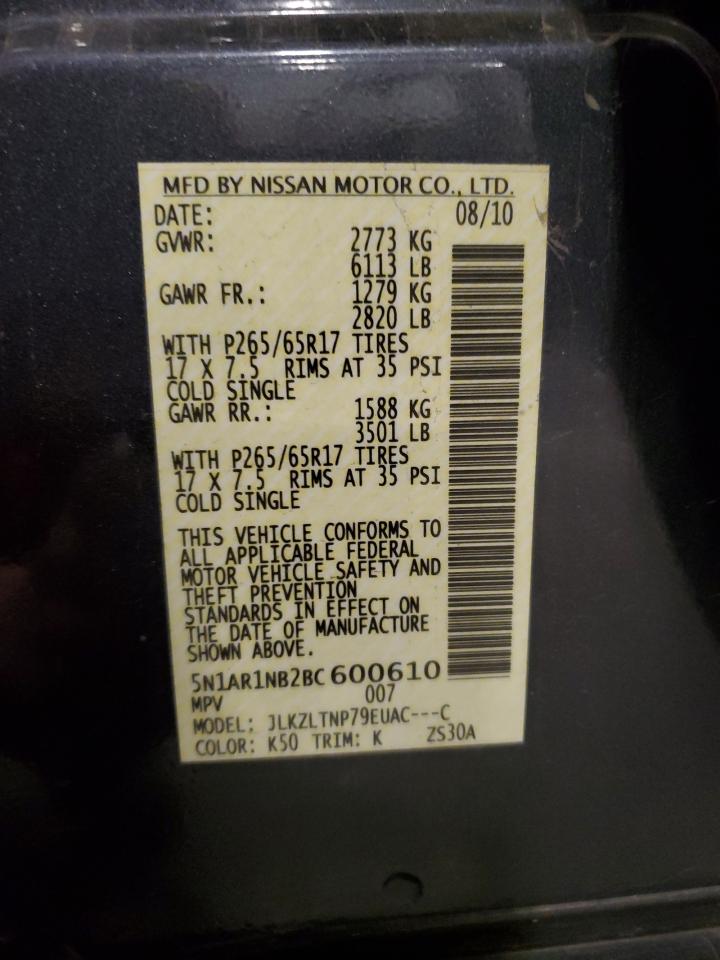 MFD BY NISSAN MOTOR CO., LTD.
DATE: 08/10
GVWR: 2773 KG
6113 LB
GAWR FR.: 1279 KG
2820 LB
WITH P265/65R17 TIRES
17 X 7.5 RIMS AT 35 PSI
COLD SINGLE
GAWR RR.: 1588 KG
3501 LB
WITH P265/65R17 TIRES
17 X 7.5 RIMS AT 35 PSI
COLD SINGLE
THIS VEHICLE CONFORMS TO
ALL APPLICABLE FEDERAL
MOTOR VEHICLE SAFETY AND
THEFT PREVENTION
STANDARDS IN EFFECT ON
THE DATE OF MANUFACTURE
SHOWN ABOVE.
5N1AR1NB2BC600610
MPV 007
MODEL: JLKZLTNP79EUAC---C
COLOR: K50 TRIM: K ZS30A